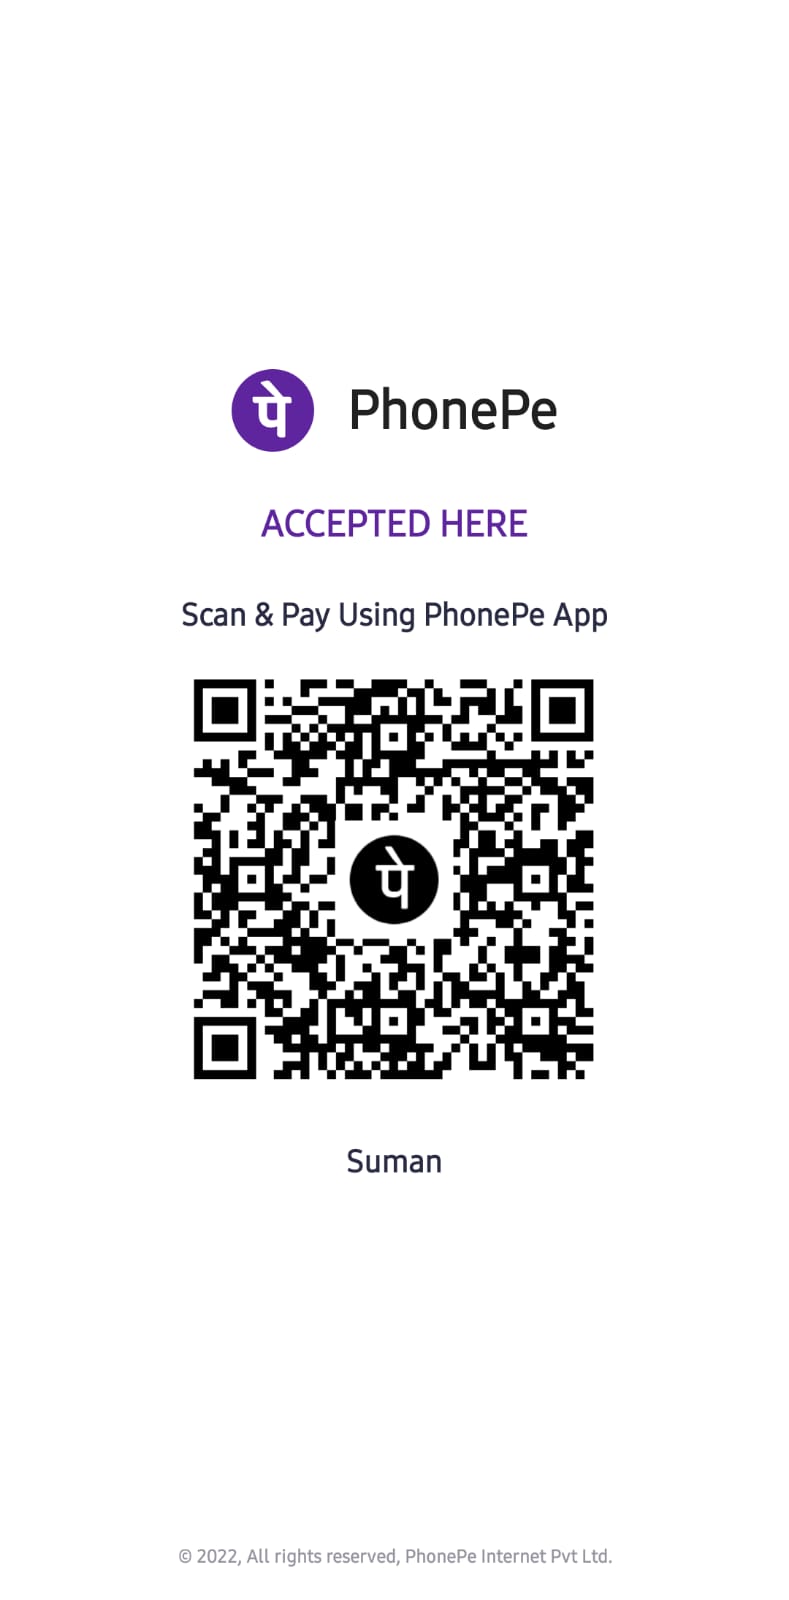 पे PhonePe
ACCEPTED HERE
Scan & Pay Using PhonePe App
पे
Suman
© 2022, All rights reserved, PhonePe Internet Pvt Ltd.